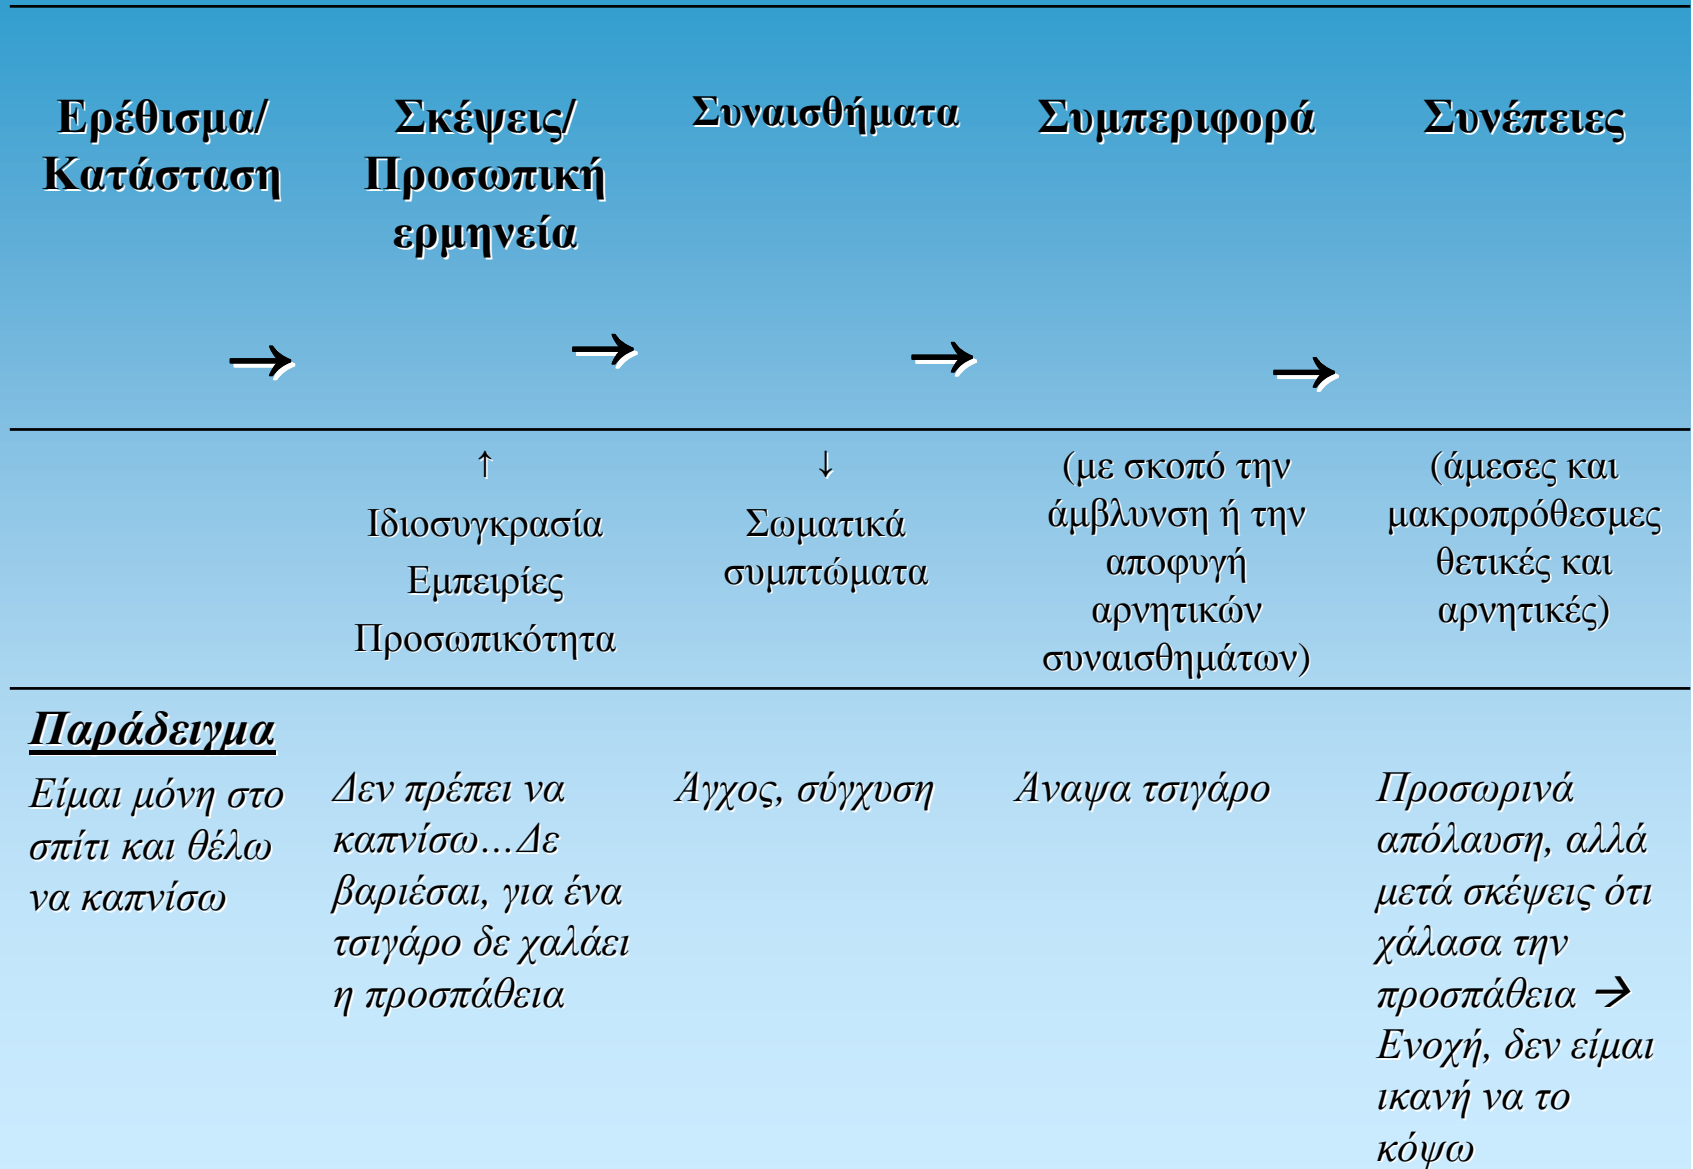 Ερέθισμα/
Κατάσταση
→
Σκέψεις/
Προσωπική
ερμηνεία
→
Συναισθήματα
→
Συμπεριφορά
→
Συνέπειες
↑
Ιδιοσυγκρασία
Εμπειρίες
Προσωπικότητα
↓
Σωματικά
συμπτώματα
(με σκοπό την
άμβλυνση ή την
αποφυγή
αρνητικών
συναισθημάτων)
(άμεσες και
μακροπρόθεσμες
θετικές και
αρνητικές)
Παράδειγμα
Είμαι μόνη στο
σπίτι και θέλω
να καπνίσω
Δεν πρέπει να
καπνίσω…Δε
βαριέσαι, για ένα
τσιγάρο δε χαλάει
η προσπάθεια
Άγχος, σύγχυση
Άναψα τσιγάρο
Προσωρινά
απόλαυση, αλλά
μετά σκέψεις ότι
χάλασα την
προσπάθεια →
Ενοχή, δεν είμαι
ικανή να το
κόψω